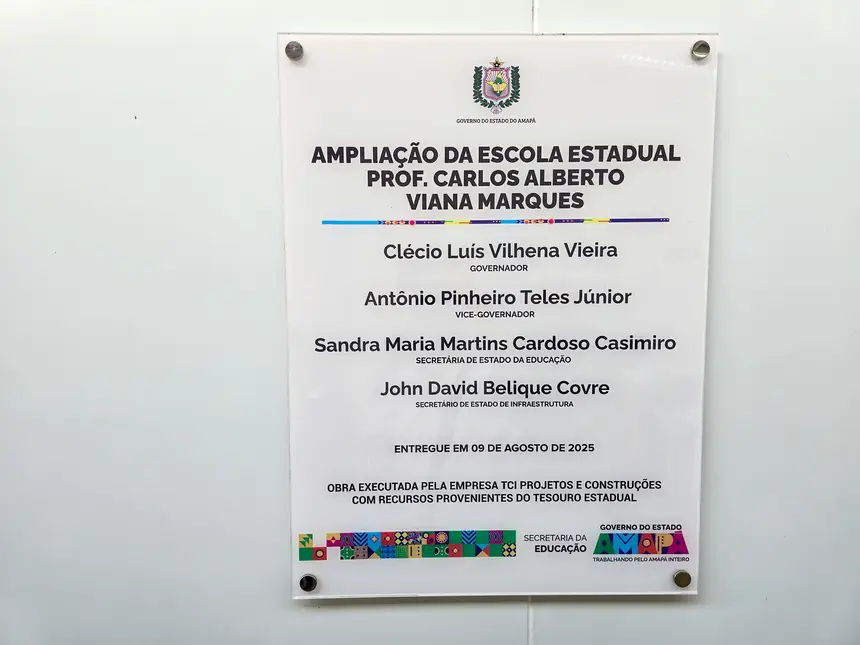 GOVERNO DO ESTADO DO AMAPÁ
AMPLIAÇÃO DA ESCOLA ESTADUAL
PROF. CARLOS ALBERTO
VIANA MARQUES
Clécio Luís Vilhena Vieira
GOVERNADOR
Antônio Pinheiro Teles Júnior
VICE-GOVERNADOR
Sandra Maria Martins Cardoso Casimiro
SECRETÁRIA DE ESTADO DA EDUCAÇÃO
John David Belique Covre
SECRETÁRIO DE ESTADO DE INFRAESTRUTURA
ENTREGUE EM 09 DE AGOSTO DE 2025
OBRA EXECUTADA PELA EMPRESA TCI PROJETOS E CONSTRUÇÕES
COM RECURSOS PROVENIENTES DO TESOURO ESTADUAL
SECRETARIA DA
EDUCAÇÃO
GOVERNO DO ESTADO
AMAPÁ
TRABALHANDO PELO AMAPÁ INTEIRO